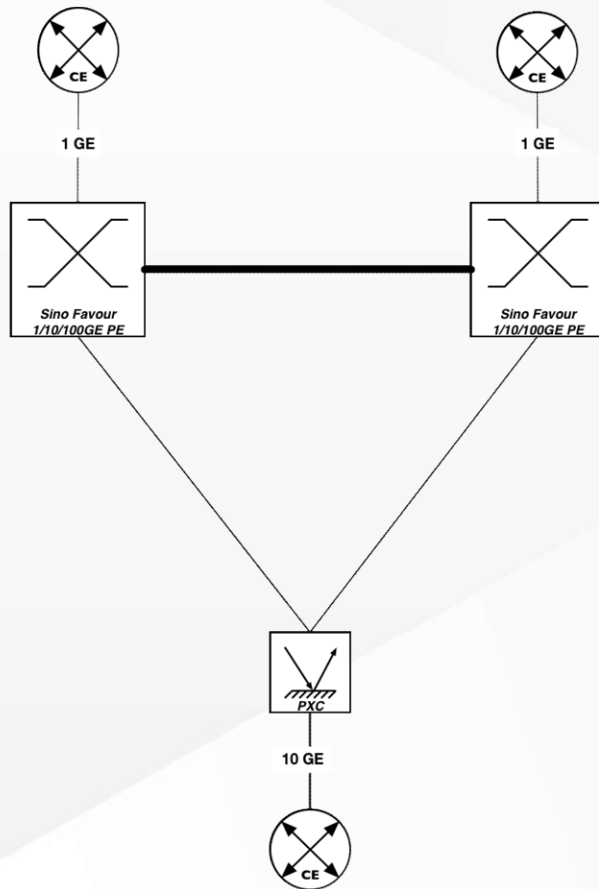 CE
CE
1 GE
1 GE
Sino Favour
1/10/100GE PE
Sino Favour
1/10/100GE PE
PXC
10 GE
CE